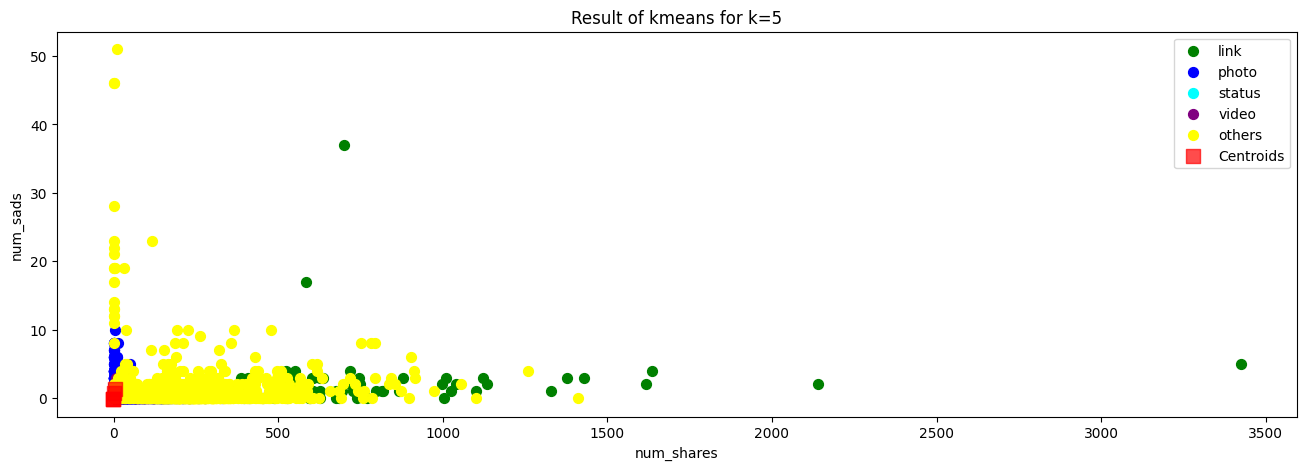 Result of kmeans for k=5
link
photo
status
video
others
Centroids
num_sads
50
40
30
20
10
0
0 500 1000 1500 2000 2500 3000 3500
num_shares